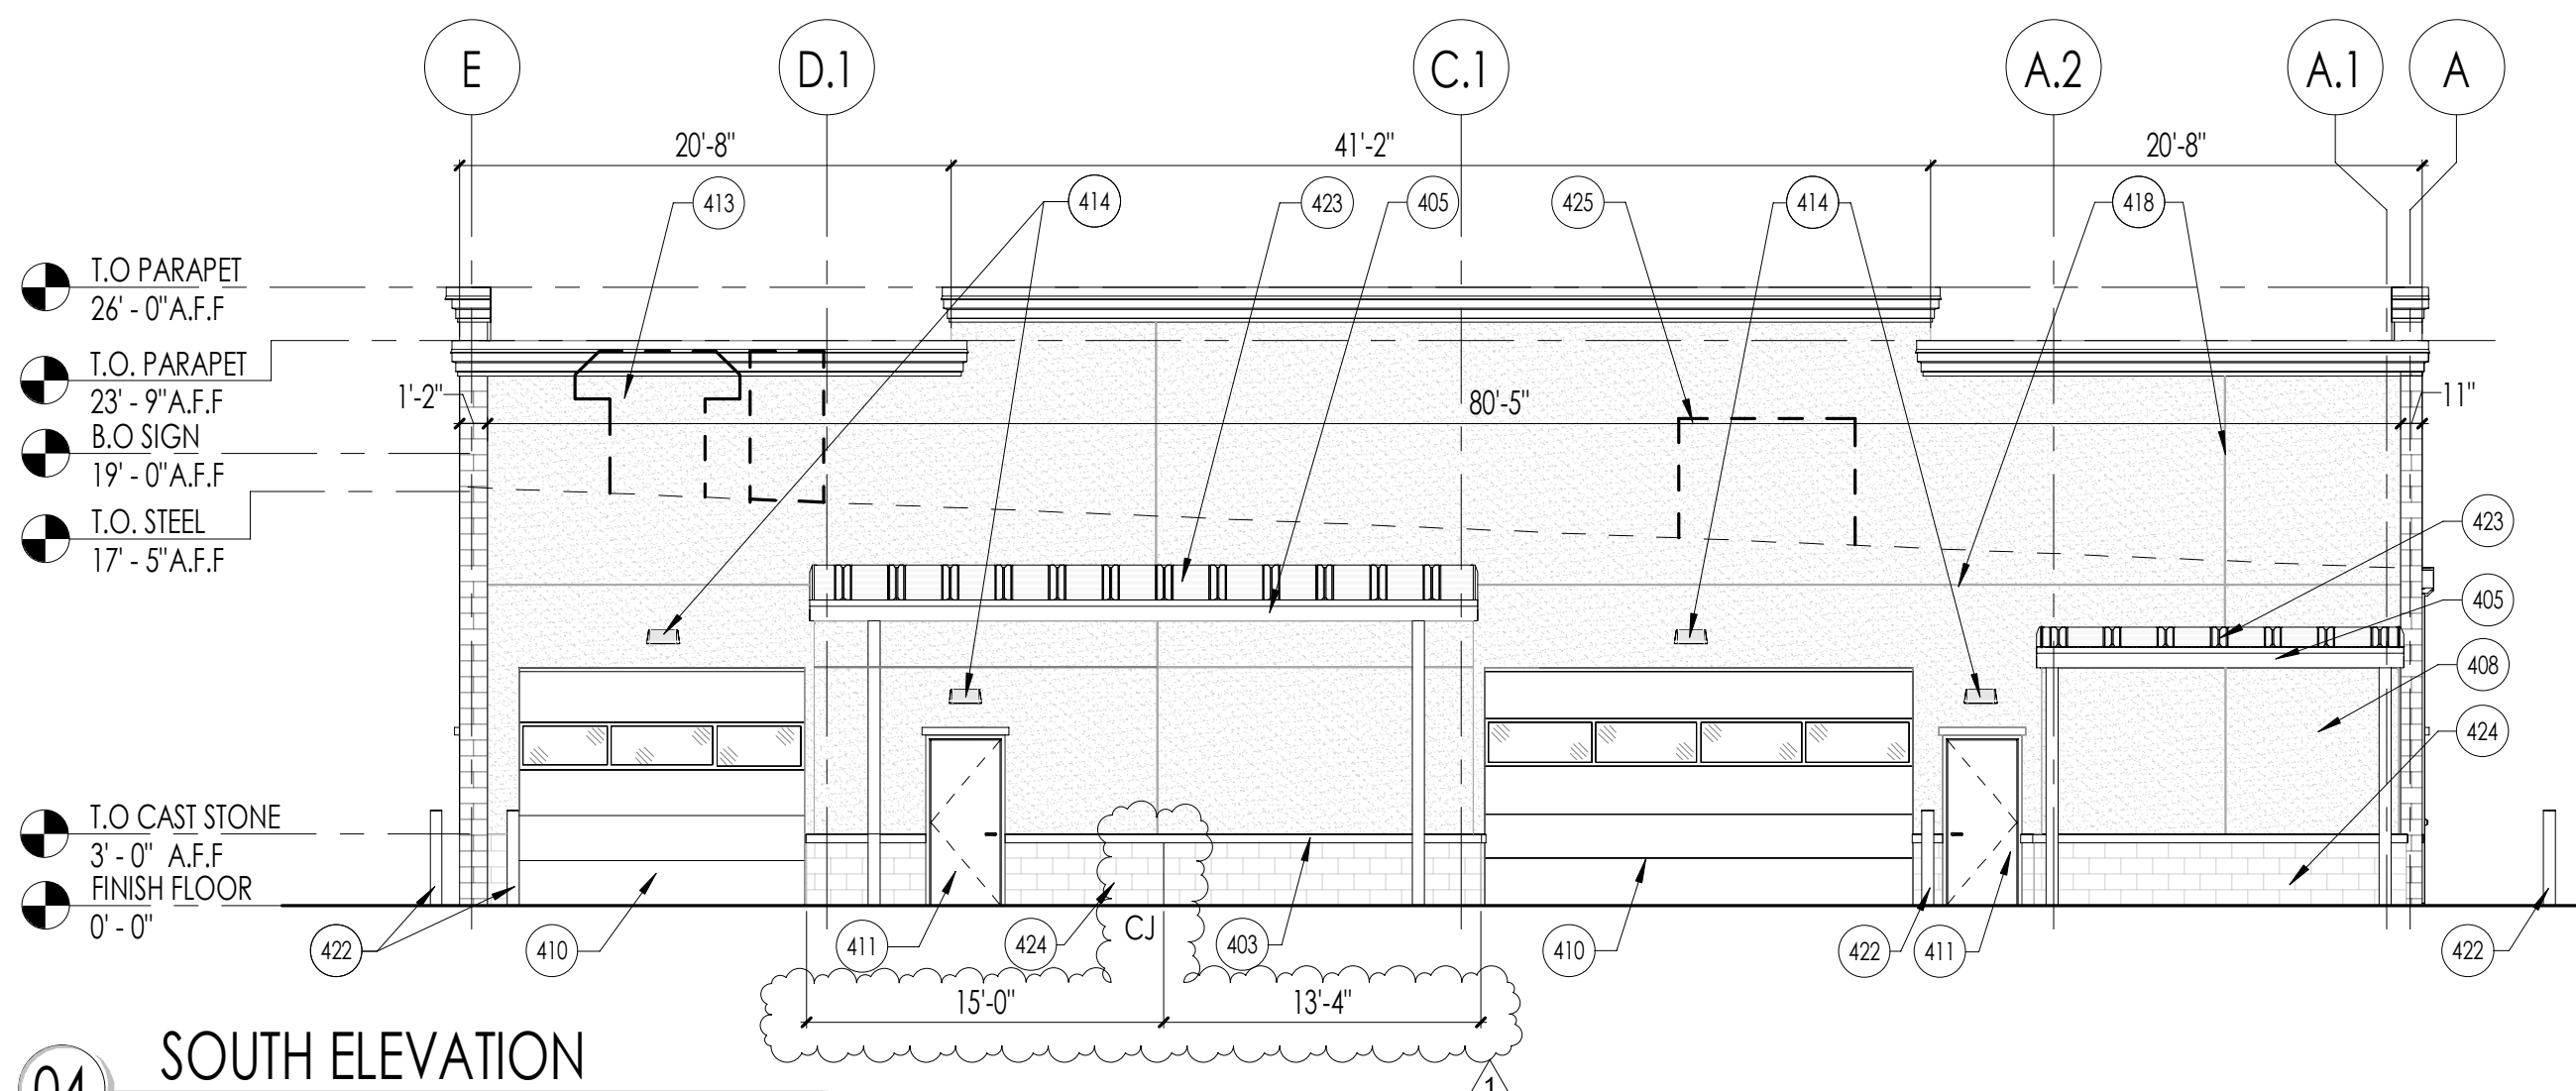 E D.1 C.1 A.2 A.1 A
20'-8" 41'-2" 20'-8"
413 414 423 405 425 414 418
T.O PARAPET
26' - 0"A.F.F
T.O. PARAPET
23' - 9"A.F.F
1'-2" 80'-5" 11"
B.O SIGN
19' - 0"A.F.F
T.O. STEEL
17' - 5"A.F.F
423
405
408
424
T.O CAST STONE
3' - 0" A.F.F
FINISH FLOOR
0' - 0"
422 410 411 424 CJ 403 410 422 411 422
15'-0" 13'-4"
04 SOUTH ELEVATION
1